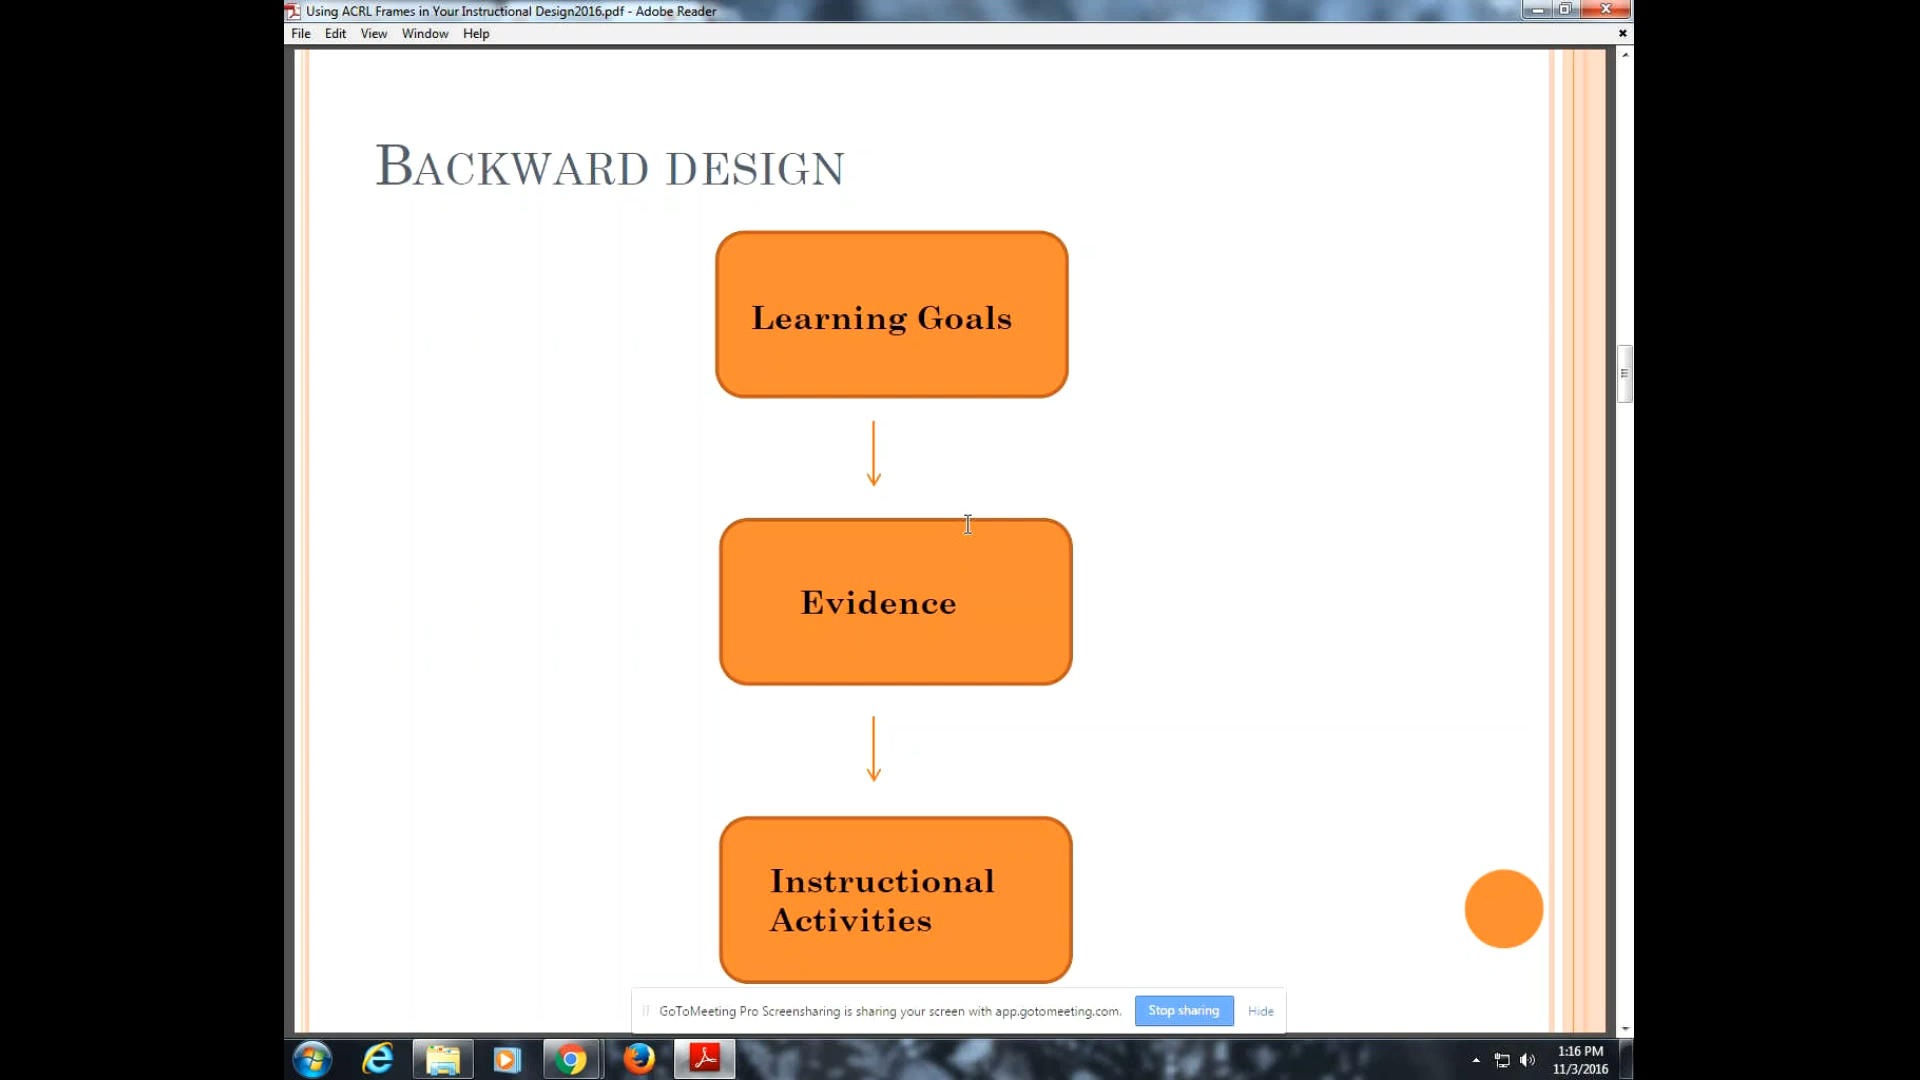 Using ACRL Frames in Your Instructional Design2016.pdf - Adobe Reader
File Edit View Window Help
BACKWARD DESIGN
Learning Goals
Evidence
Instructional
Activities
GoToMeeting Pro Screensharing is sharing your screen with app.gotomeeting.com. Stop sharing Hide
1:16 PM
11/3/2016